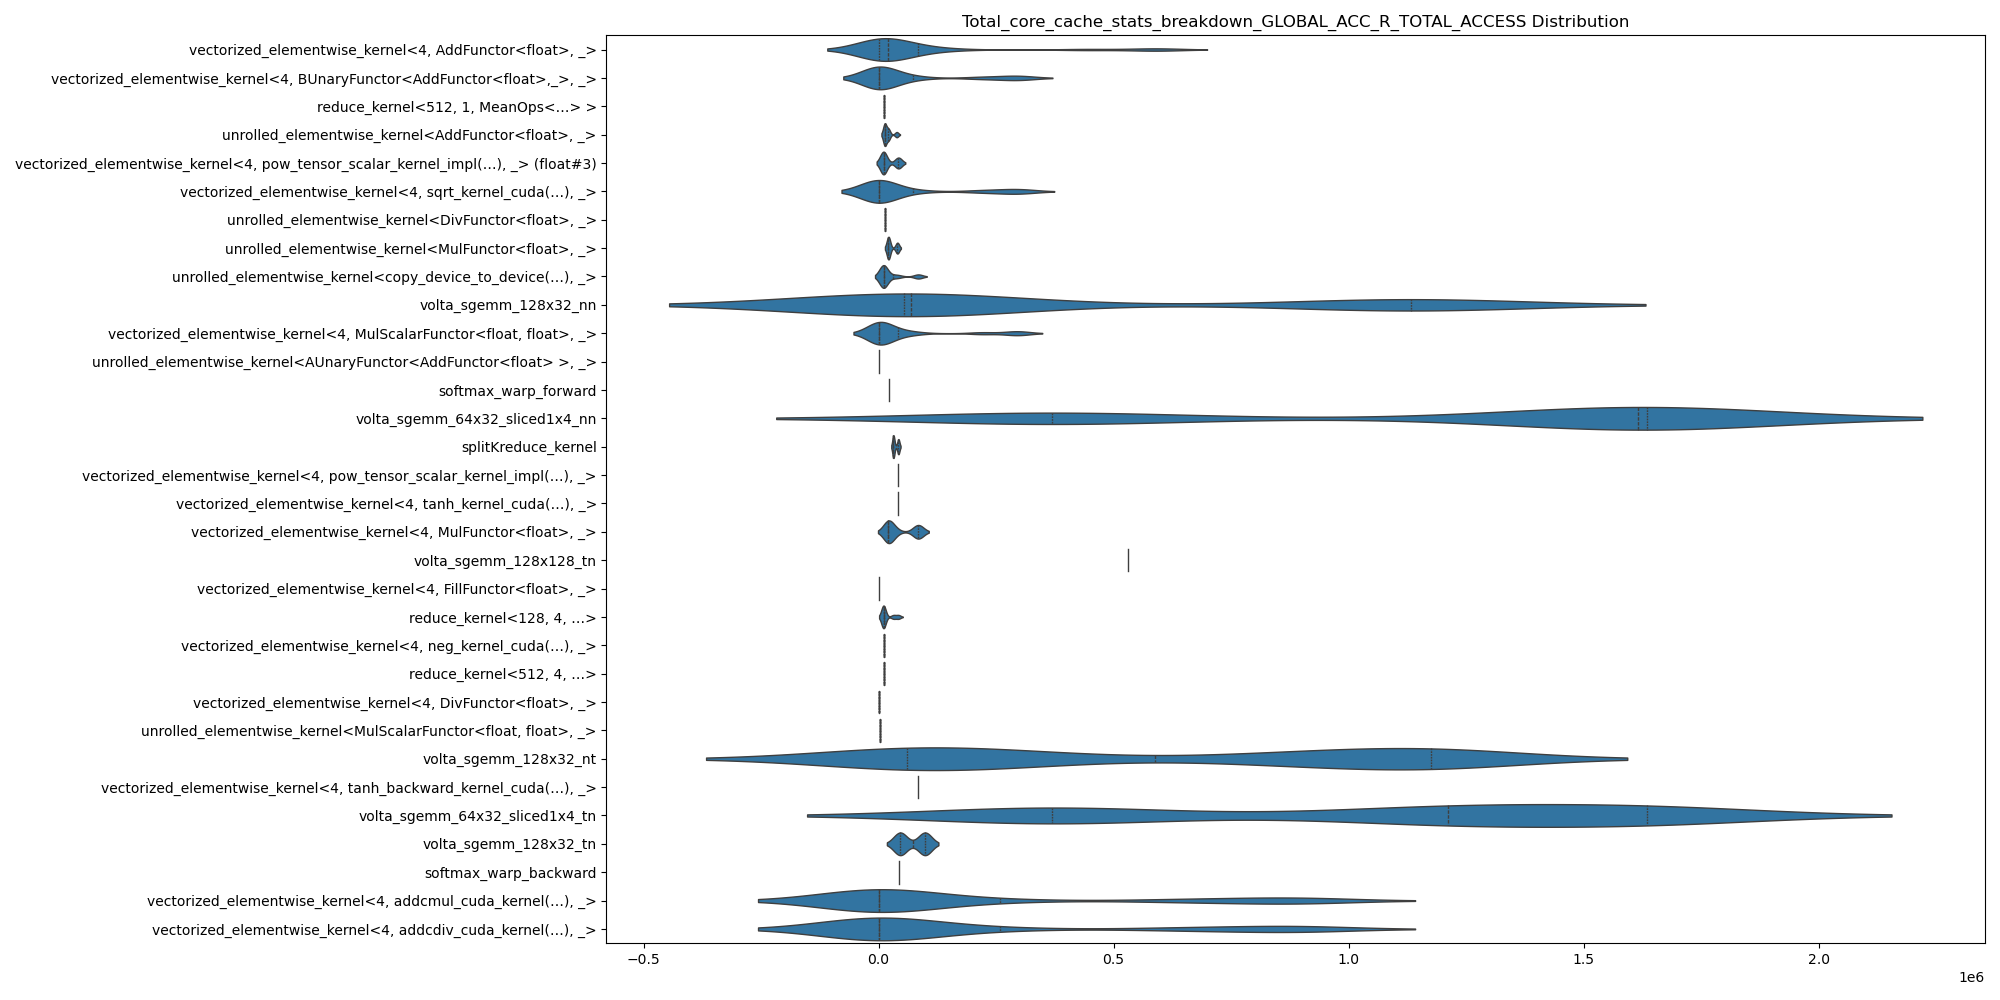 Total_core_cache_stats_breakdown_GLOBAL_ACC_R_TOTAL_ACCESS Distribution
vectorized_elementwise_kernel<4, AddFunctor<float>, _>
vectorized_elementwise_kernel<4, BUnaryFunctor<AddFunctor<float>,_>, _>
reduce_kernel<512, 1, MeanOps<...> >
unrolled_elementwise_kernel<AddFunctor<float>, _>
vectorized_elementwise_kernel<4, pow_tensor_scalar_kernel_impl(...), _> (float#3)
vectorized_elementwise_kernel<4, sqrt_kernel_cuda(...), _>
unrolled_elementwise_kernel<DivFunctor<float>, _>
unrolled_elementwise_kernel<MulFunctor<float>, _>
unrolled_elementwise_kernel<copy_device_to_device(...), _>
volta_sgemm_128x32_nn
vectorized_elementwise_kernel<4, MulScalarFunctor<float, float>, _>
unrolled_elementwise_kernel<AUnaryFunctor<AddFunctor<float> >, _>
softmax_warp_forward
volta_sgemm_64x32_sliced1x4_nn
splitKreduce_kernel
vectorized_elementwise_kernel<4, pow_tensor_scalar_kernel_impl(...), _>
vectorized_elementwise_kernel<4, tanh_kernel_cuda(...), _>
vectorized_elementwise_kernel<4, MulFunctor<float>, _>
volta_sgemm_128x128_tn
vectorized_elementwise_kernel<4, FillFunctor<float>, _>
reduce_kernel<128, 4, ...>
vectorized_elementwise_kernel<4, neg_kernel_cuda(...), _>
reduce_kernel<512, 4, ...>
vectorized_elementwise_kernel<4, DivFunctor<float>, _>
unrolled_elementwise_kernel<MulScalarFunctor<float, float>, _>
volta_sgemm_128x32_nt
vectorized_elementwise_kernel<4, tanh_backward_kernel_cuda(...), _>
volta_sgemm_64x32_sliced1x4_tn
volta_sgemm_128x32_tn
softmax_warp_backward
vectorized_elementwise_kernel<4, addcmul_cuda_kernel(...), _>
vectorized_elementwise_kernel<4, addcdiv_cuda_kernel(...), _>
−0.5 0.0 0.5 1.0 1.5 2.0
1e6